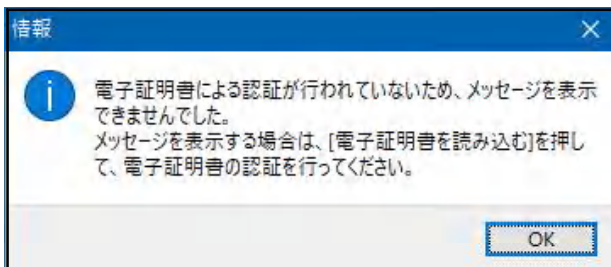 情報
電子証明書による認証が行われていないため、メッセージを表示
できませんでした。
メッセージを表示する場合は、[電子証明書を読み込む]を押し
て、電子証明書の認証を行ってください。
OK